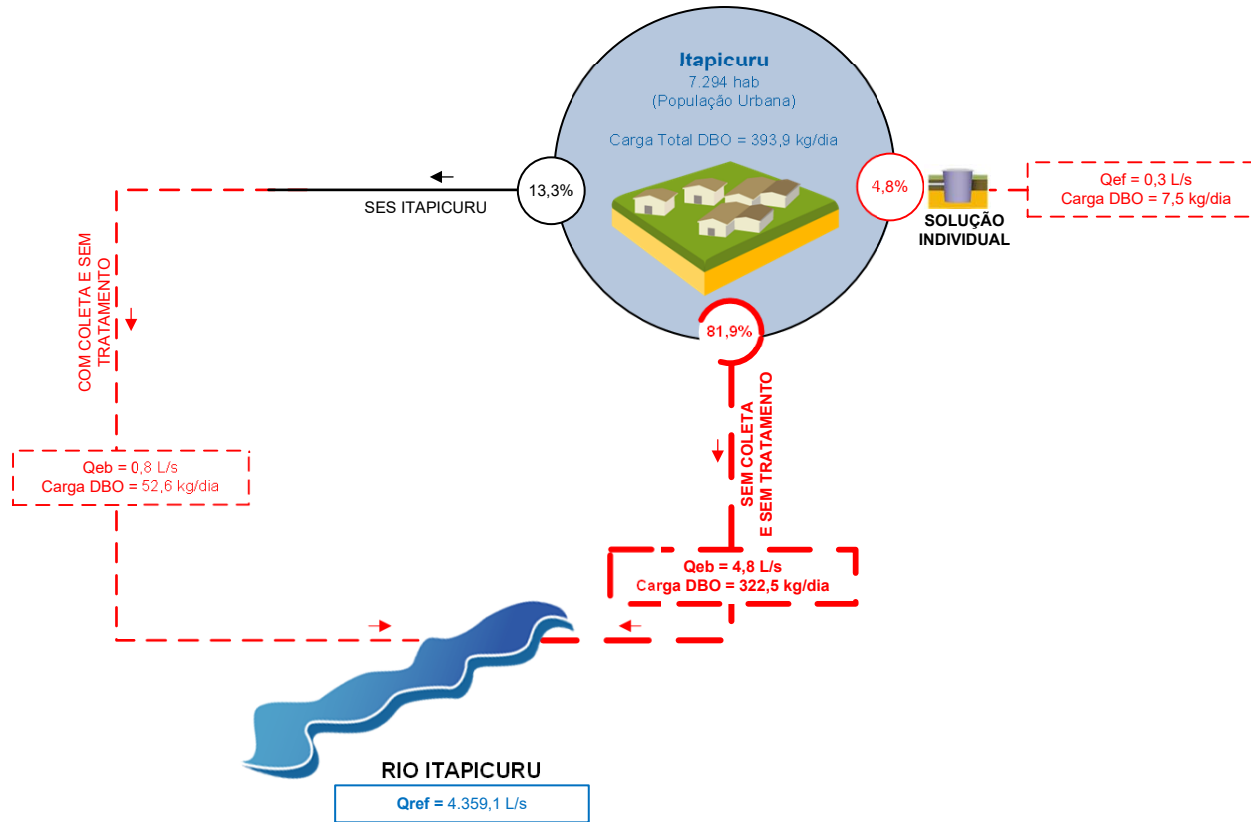 Itapicuru
7.294 hab
(População Urbana)
Carga Total DBO = 393,9 kg/dia
13,3%
SES ITAPICURU
4,8%
SOLUÇÃO
INDIVIDUAL
Qef = 0,3 L/s
Carga DBO = 7,5 kg/dia
81,9%
COM COLETA E SEM
TRATAMENTO
SEM COLETA
E SEM TRATAMENTO
Qeb = 0,8 L/s
Carga DBO = 52,6 kg/dia
Qeb = 4,8 L/s
Carga DBO = 322,5 kg/dia
RIO ITAPICURU
Qref = 4.359,1 L/s